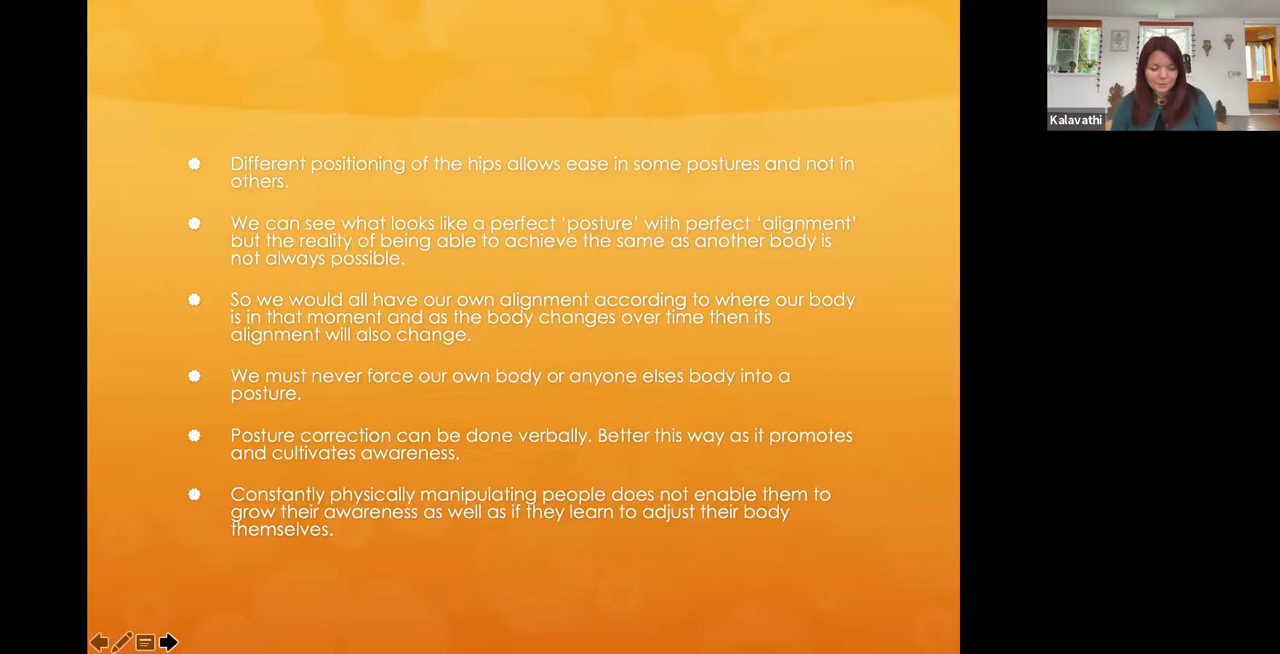 Different positioning of the hips allows ease in some postures and not in
others.
We can see what looks like a perfect ‘posture’ with perfect ‘alignment’
but the reality of being able to achieve the same as another body is
not always possible.
So we would all have our own alignment according to where our body
is in that moment and as the body changes over time then its
alignment will also change.
We must never force our own body or anyone elses body into a
posture.
Posture correction can be done verbally. Better this way as it promotes
and cultivates awareness.
Constantly physically manipulating people does not enable them to
grow their awareness as well as if they learn to adjust their body
themselves.
Kalavathi